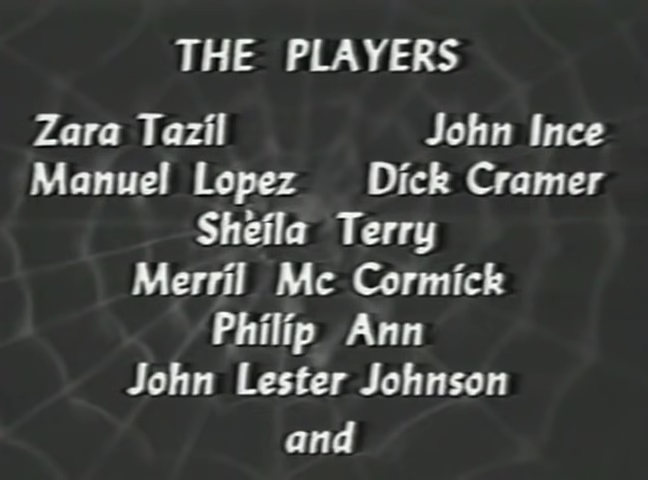 THE PLAYERS
Zara Tazil John Ince
Manuel Lopez Dick Cramer
Sheila Terry
Merril Mc Cormick
Philip Ann
John Lester Johnson
and